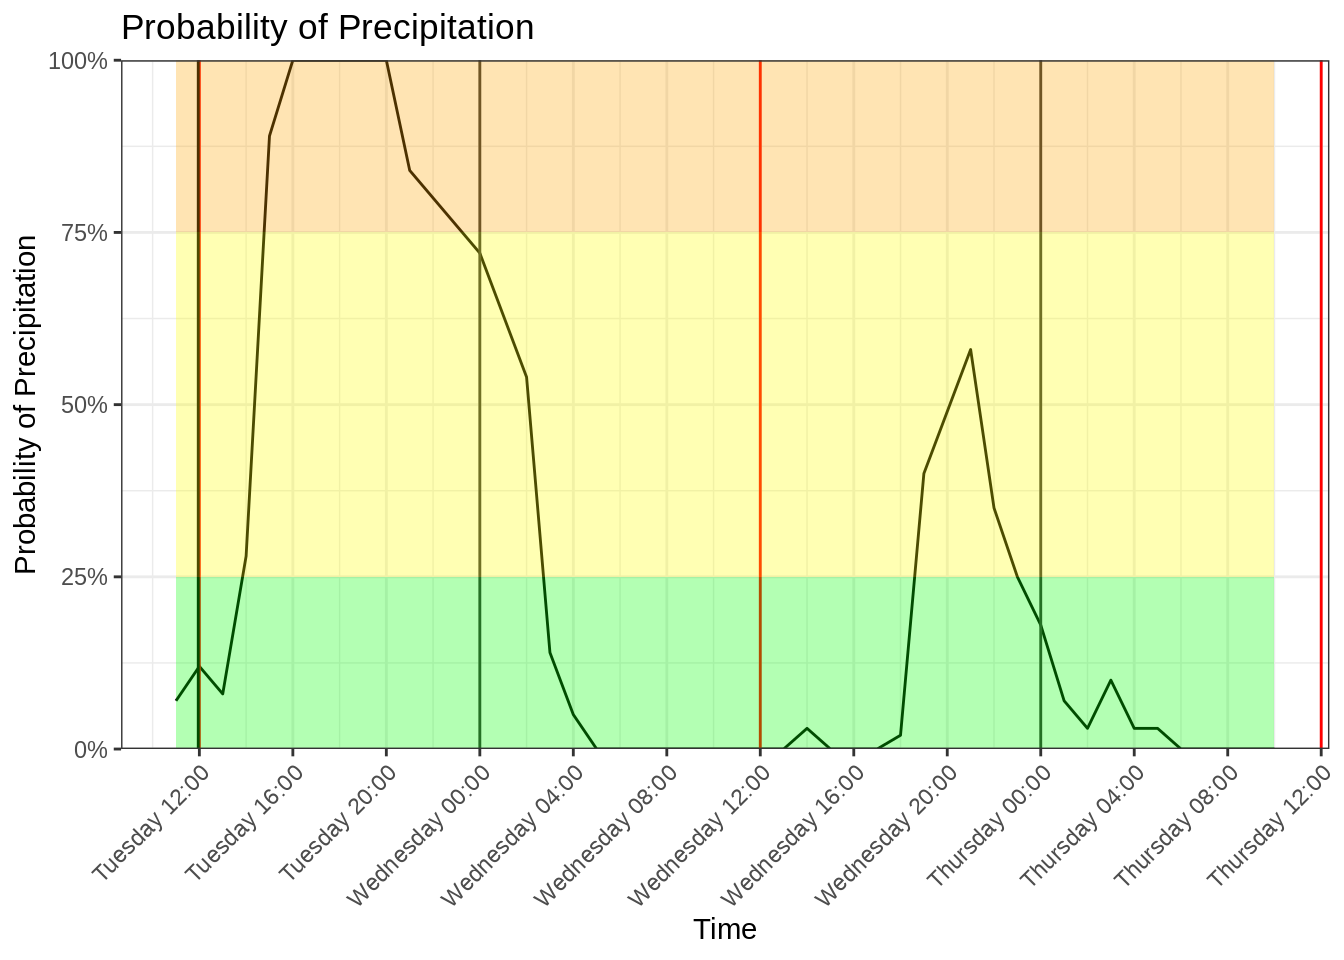 Probability of Precipitation
100%
75%
50%
25%
0%
Probability of Precipitation
Tuesday 12:00
Tuesday 16:00
Tuesday 20:00
Wednesday 00:00
Wednesday 04:00
Wednesday 08:00
Wednesday 12:00
Wednesday 16:00
Wednesday 20:00
Thursday 00:00
Thursday 04:00
Thursday 08:00
Thursday 12:00
Time